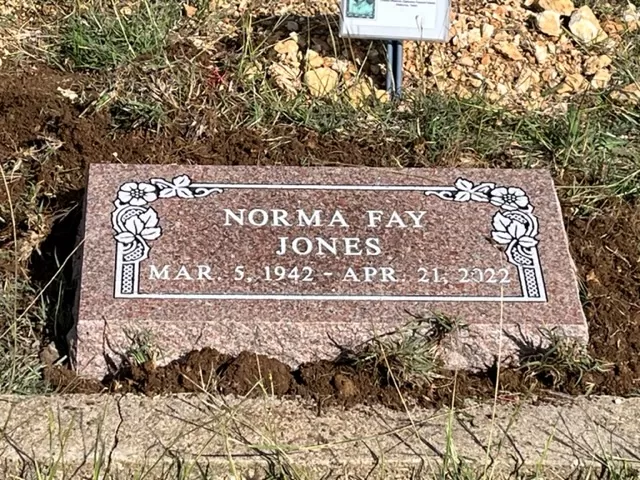 NORMA FAY
JONES
MAR. 5, 1942 - APR. 21, 2022